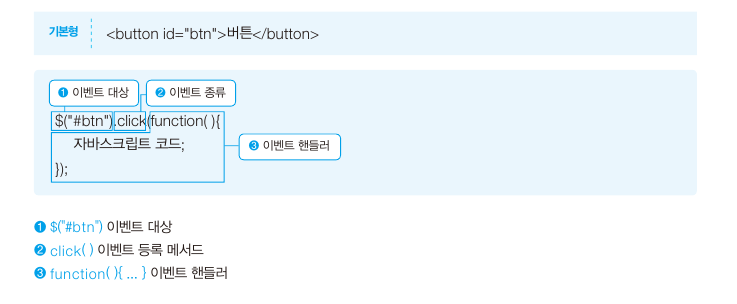 기본형 <button id="btn">버튼</button>
❶ 이벤트 대상 ❷ 이벤트 종류
$("#btn").click(function( ){
자바스크립트 코드;
❸ 이벤트 핸들러
});
❶ $("#btn") 이벤트 대상
❷ click( ) 이벤트 등록 메서드
❸ function( ){ ... } 이벤트 핸들러